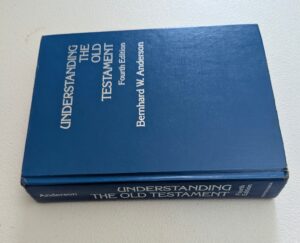 UNDERSTANDING
THE
OLD
TESTAMENT
Fourth Edition
Bernhard W. Anderson
Anderson
UNDERSTANDING
THE OLD TESTAMENT
Fourth
Edition